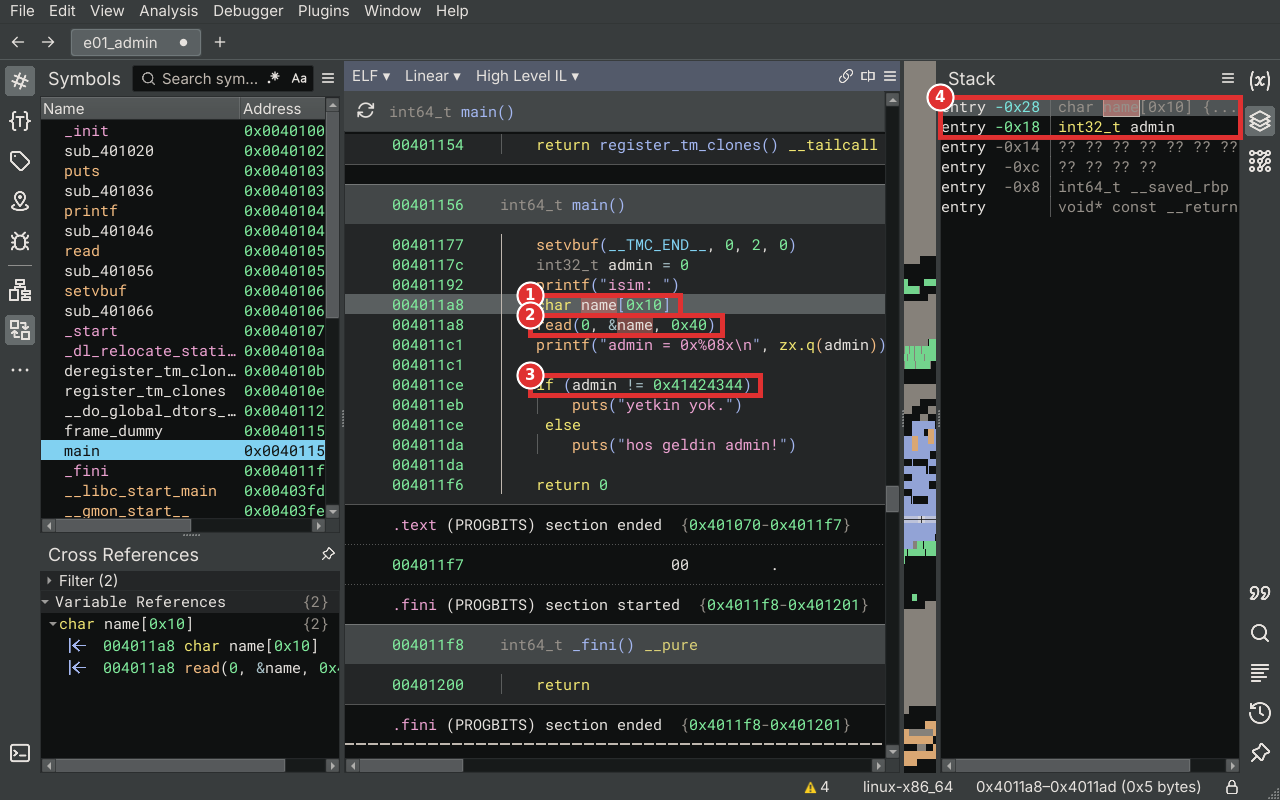 File Edit View Analysis Debugger Plugins Window Help
e01_admin
Symbols
Search sym...
.* Aa
Name Address
_init 0x0040100
sub_401020 0x0040102
puts 0x0040103
sub_401036 0x0040103
printf 0x0040104
sub_401046 0x0040104
read 0x0040105
sub_401056 0x0040105
setvbuf 0x0040106
sub_401066 0x0040106
_start 0x0040107
_dl_relocate_stati… 0x004010a
deregister_tm_clon… 0x004010b
register_tm_clones 0x004010e
__do_global_dtors_… 0x0040112
frame_dummy 0x0040115
main 0x0040115
_fini 0x004011f
__libc_start_main 0x00403fd
__gmon_start__ 0x00403fe
Cross References
Filter (2)
Variable References {2}
char name[0x10] {2}
004011a8 char name[0x10]
004011a8 read(0, &name, 0x4
ELF ▾ Linear ▾ High Level IL ▾
int64_t main()
00401154 return register_tm_clones() __tailcall
00401156 int64_t main()
00401177 setvbuf(__TMC_END__, 0, 2, 0)
0040117c int32_t admin = 0
00401192 printf("isim: ")
1
004011a8 char name[0x10]
2
004011a8 read(0, &name, 0x40)
004011c1 printf("admin = 0x%08x\n", zx.q(admin))
004011c1
3
004011ce if (admin != 0x41424344)
004011eb puts("yetkin yok.")
004011ce else
004011da puts("hos geldin admin!")
004011da
004011f6 return 0
.text (PROGBITS) section ended {0x401070-0x4011f7}
004011f7 00 .
.fini (PROGBITS) section started {0x4011f8-0x401201}
004011f8 int64_t _fini() __pure
00401200 return
.fini (PROGBITS) section ended {0x4011f8-0x401201}
Stack
4
entry -0x28 char name[0x10] {...
entry -0x18 int32_t admin
entry -0x14 ?? ?? ?? ?? ?? ?? ??
entry -0xc ?? ?? ?? ??
entry -0x8 int64_t __saved_rbp
entry void* const __return
4 linux-x86_64 0x4011a8–0x4011ad (0x5 bytes)